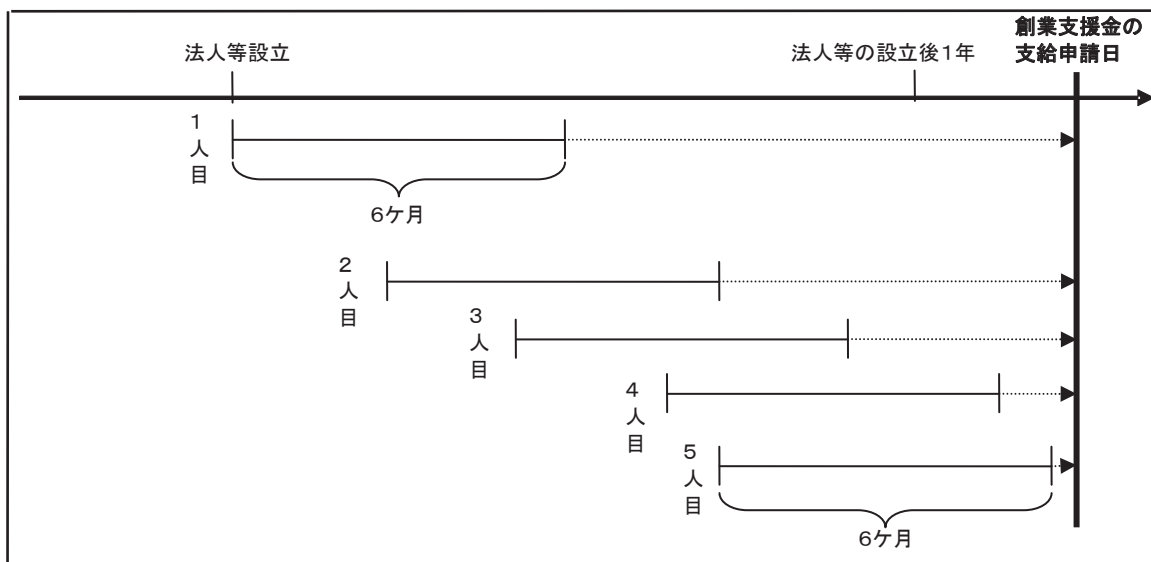 創業支援金の
支給申請日
法人等設立
法人等の設立後1年
1人目
6ケ月
2人目
3人目
4人目
5人目
6ケ月